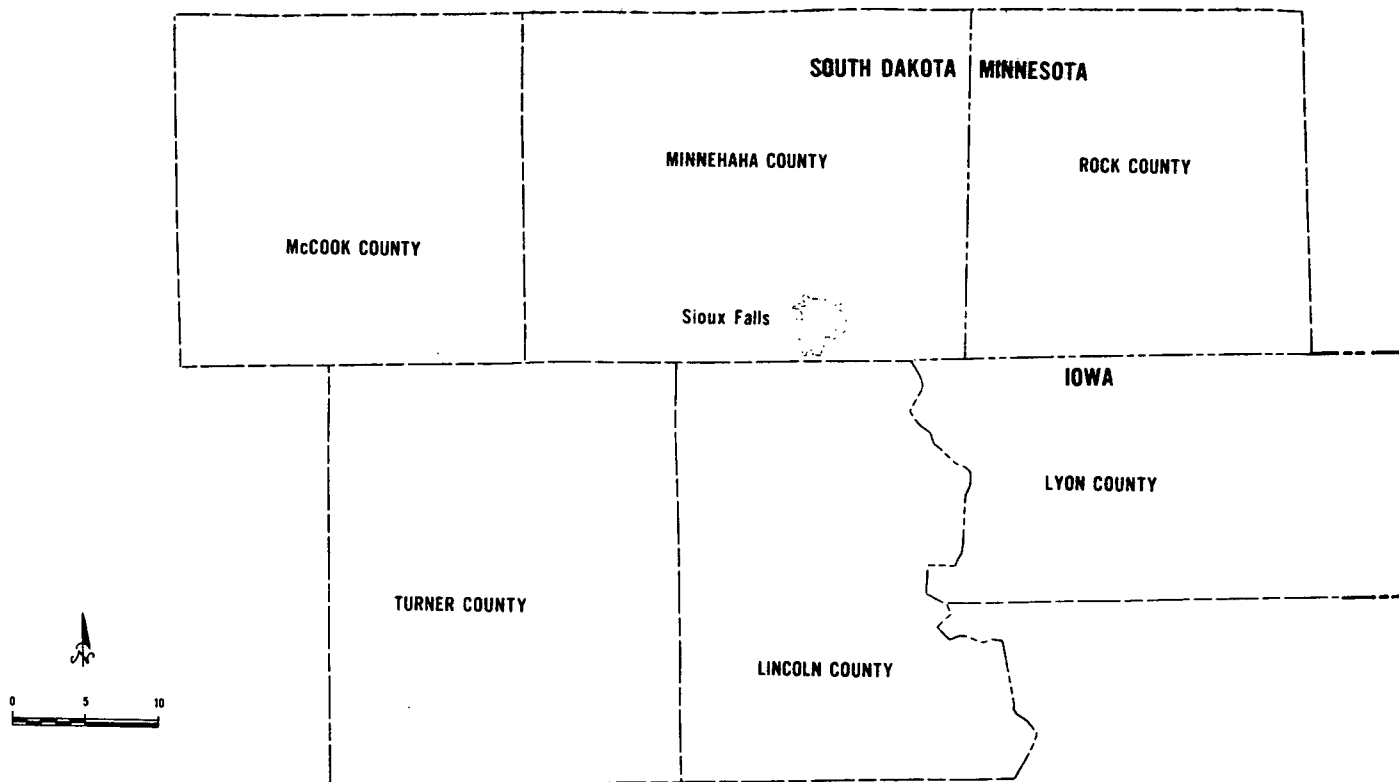 SOUTH DAKOTA MINNESOTA
MINNEHAHA COUNTY
ROCK COUNTY
McCOOK COUNTY
Sioux Falls
IOWA
LYON COUNTY
TURNER COUNTY
LINCOLN COUNTY
N
0 5 10